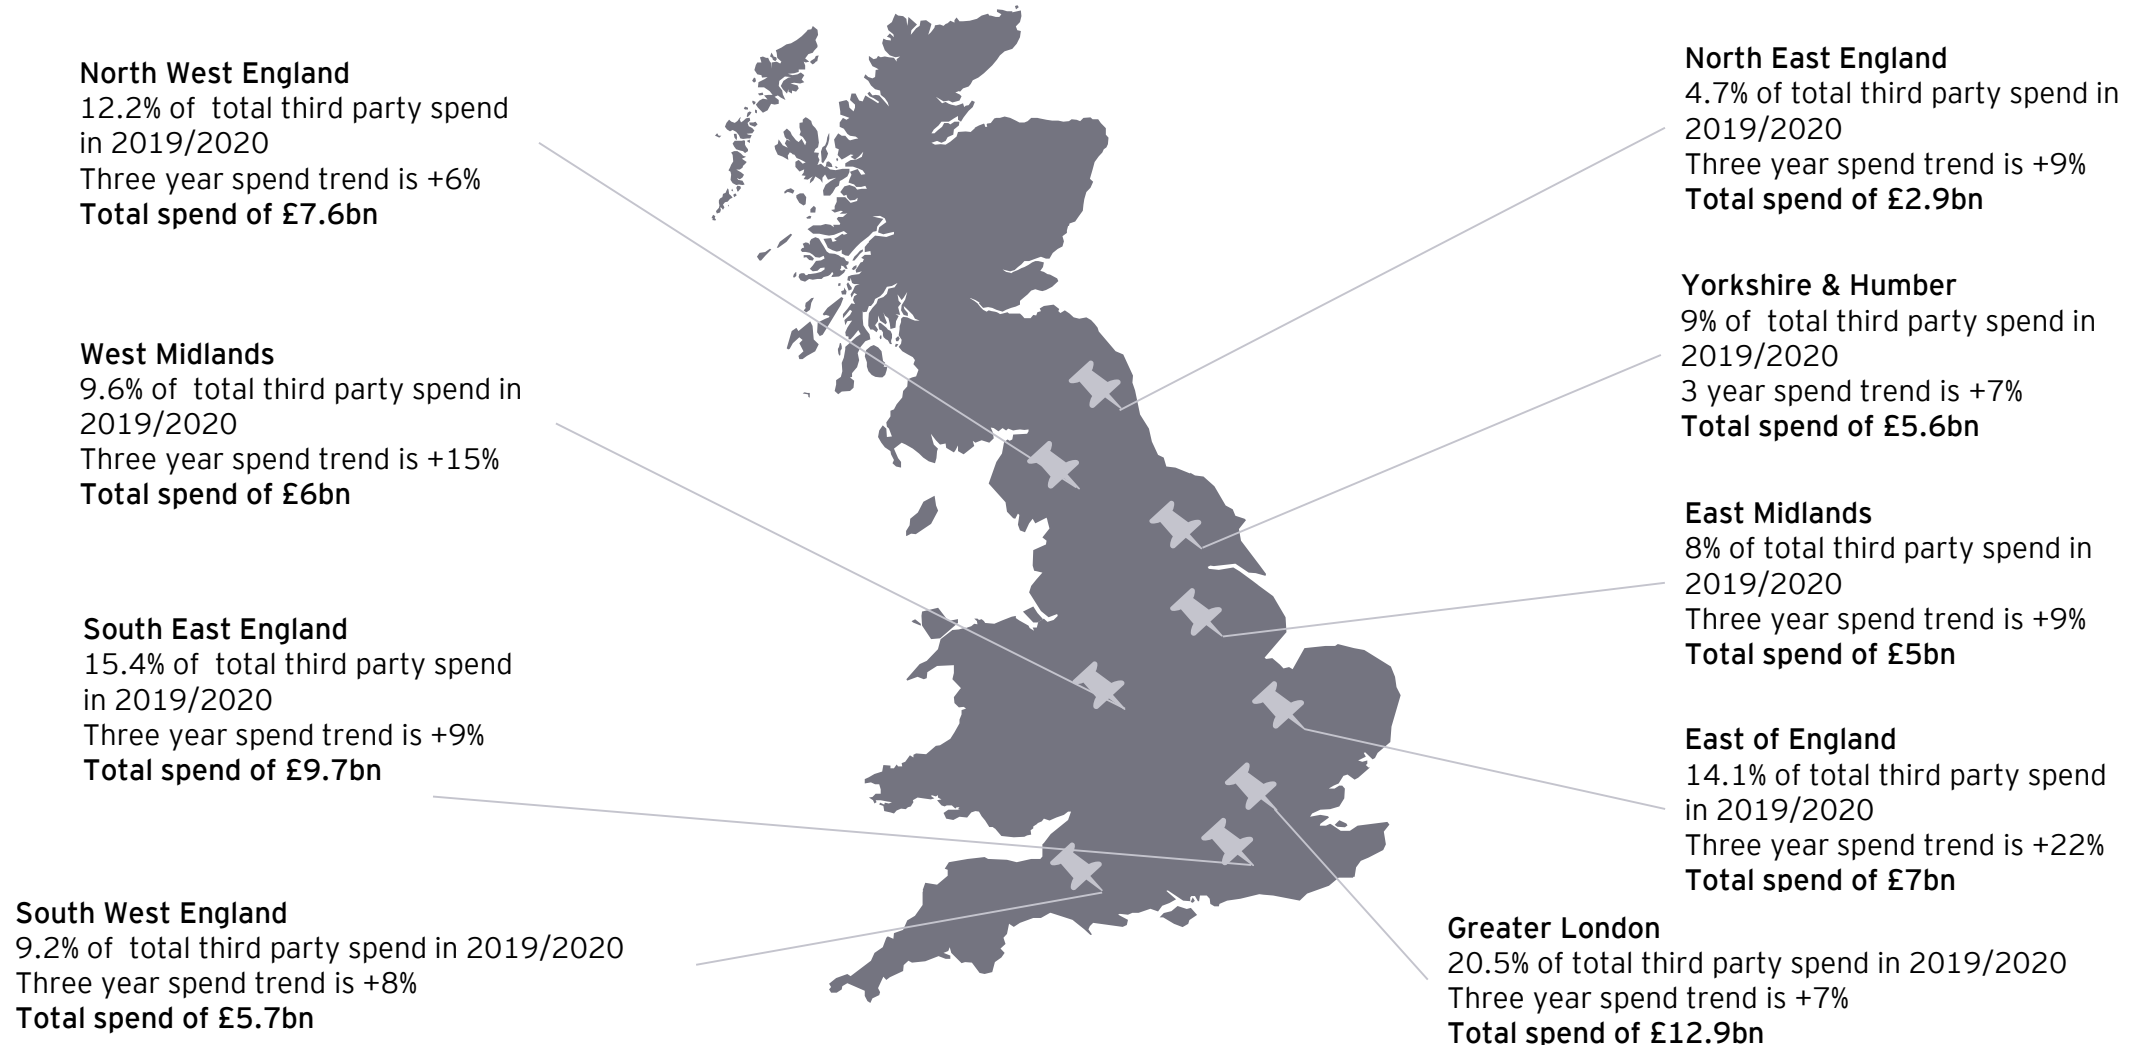 North West England
12.2% of total third party spend
in 2019/2020
Three year spend trend is +6%
Total spend of £7.6bn
West Midlands
9.6% of total third party spend in
2019/2020
Three year spend trend is +15%
Total spend of £6bn
South East England
15.4% of total third party spend
in 2019/2020
Three year spend trend is +9%
Total spend of £9.7bn
South West England
9.2% of total third party spend in 2019/2020
Three year spend trend is +8%
Total spend of £5.7bn
North East England
4.7% of total third party spend in
2019/2020
Three year spend trend is +9%
Total spend of £2.9bn
Yorkshire & Humber
9% of total third party spend in
2019/2020
3 year spend trend is +7%
Total spend of £5.6bn
East Midlands
8% of total third party spend in
2019/2020
Three year spend trend is +9%
Total spend of £5bn
East of England
14.1% of total third party spend
in 2019/2020
Three year spend trend is +22%
Total spend of £7bn
Greater London
20.5% of total third party spend in 2019/2020
Three year spend trend is +7%
Total spend of £12.9bn